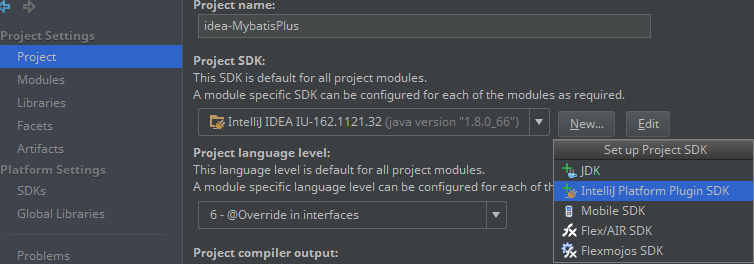 Project name:
idea-MybatisPlus
Project Settings
Project
Modules
Libraries
Facets
Artifacts
Platform Settings
SDKs
Global Libraries
Problems
Project SDK:
This SDK is default for all project modules.
A module specific SDK can be configured for each of the modules as required.
IntelliJ IDEA IU-162.1121.32 (java version "1.8.0_66")
New...
Edit
Set up Project SDK
JDK
IntelliJ Platform Plugin SDK
Mobile SDK
Flex/AIR SDK
Flexmojos SDK
Project language level:
This language level is default for all project modules.
A module specific language level can be configured for each of th
6 - @Override in interfaces
Project compiler output: